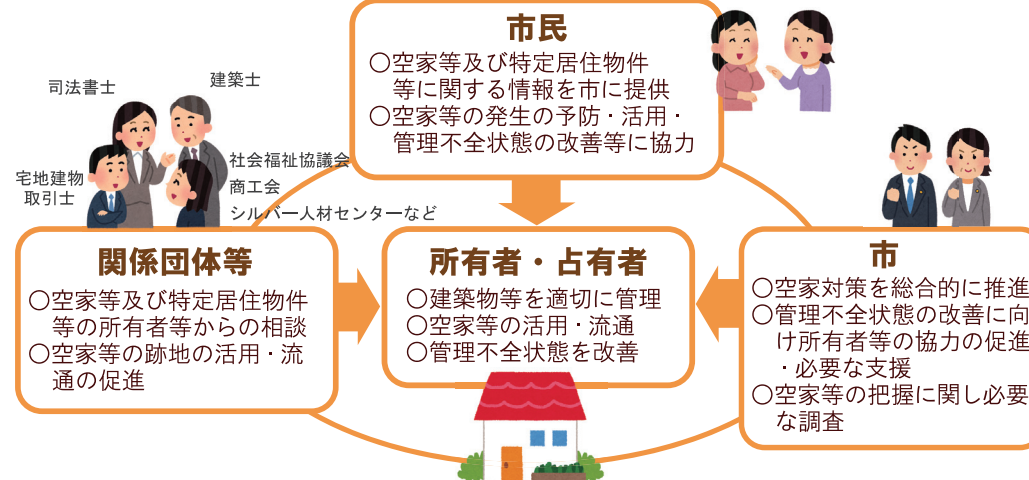 市民
〇空家等及び特定居住物件
等に関する情報を市に提供
〇空家等の発生の予防・活用・
管理不全状態の改善等に協力
司法書士
建築士
宅地建物
取引士
社会福祉協議会
商工会
シルバー人材センターなど
関係団体等
〇空家等及び特定居住物件
等の所有者等からの相談
〇空家等の跡地の活用・流
通の促進
所有者・占有者
〇建築物等を適切に管理
〇空家等の活用・流通
〇管理不全状態を改善
市
〇空家対策を総合的に推進
〇管理不全状態の改善に向
け所有者等の協力の促進
・必要な支援
〇空家等の把握に関し必要
な調査